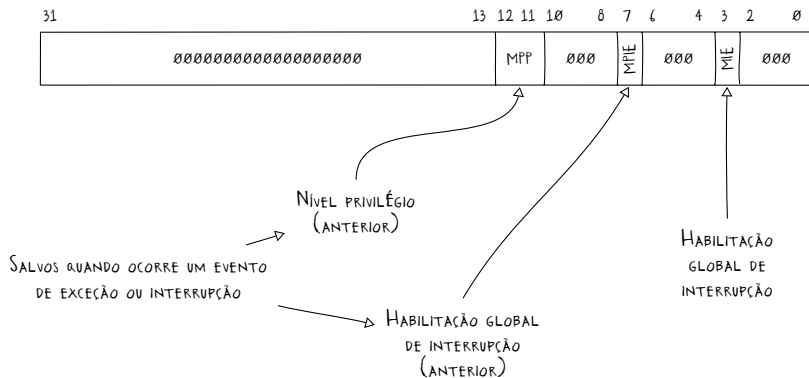 31 13 12 11 10 8 7 6 4 3 2 0
0000000000000000000 MPP 000 MPIE 000 MIE 000
Nível privilégio
(anterior)
Salvos quando ocorre um evento
de exceção ou interrupção
Habilitação
global de
interrupção
Habilitação global
de interrupção
(anterior)